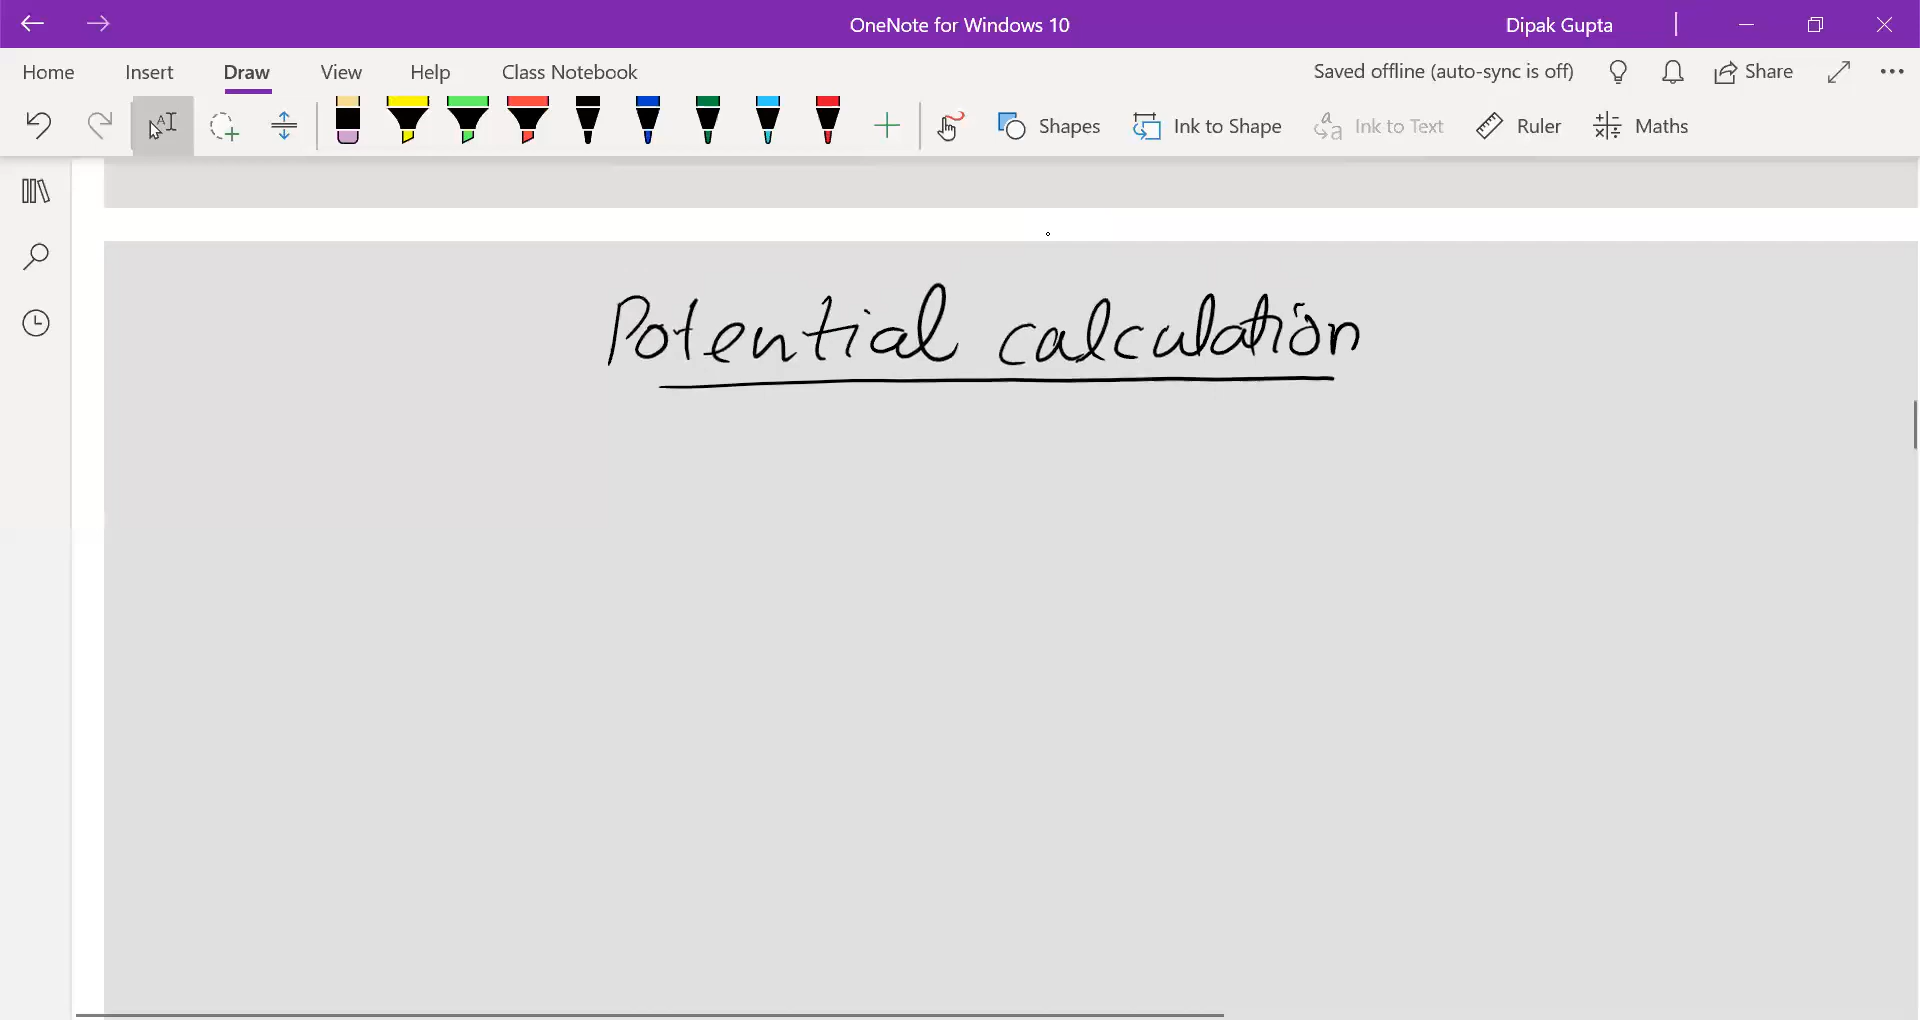 OneNote for Windows 10 Dipak Gupta
Home Insert Draw View Help Class Notebook Saved offline (auto-sync is off) Share
A Shapes Ink to Shape a a Ink to Text Ruler Maths
Potential calculation